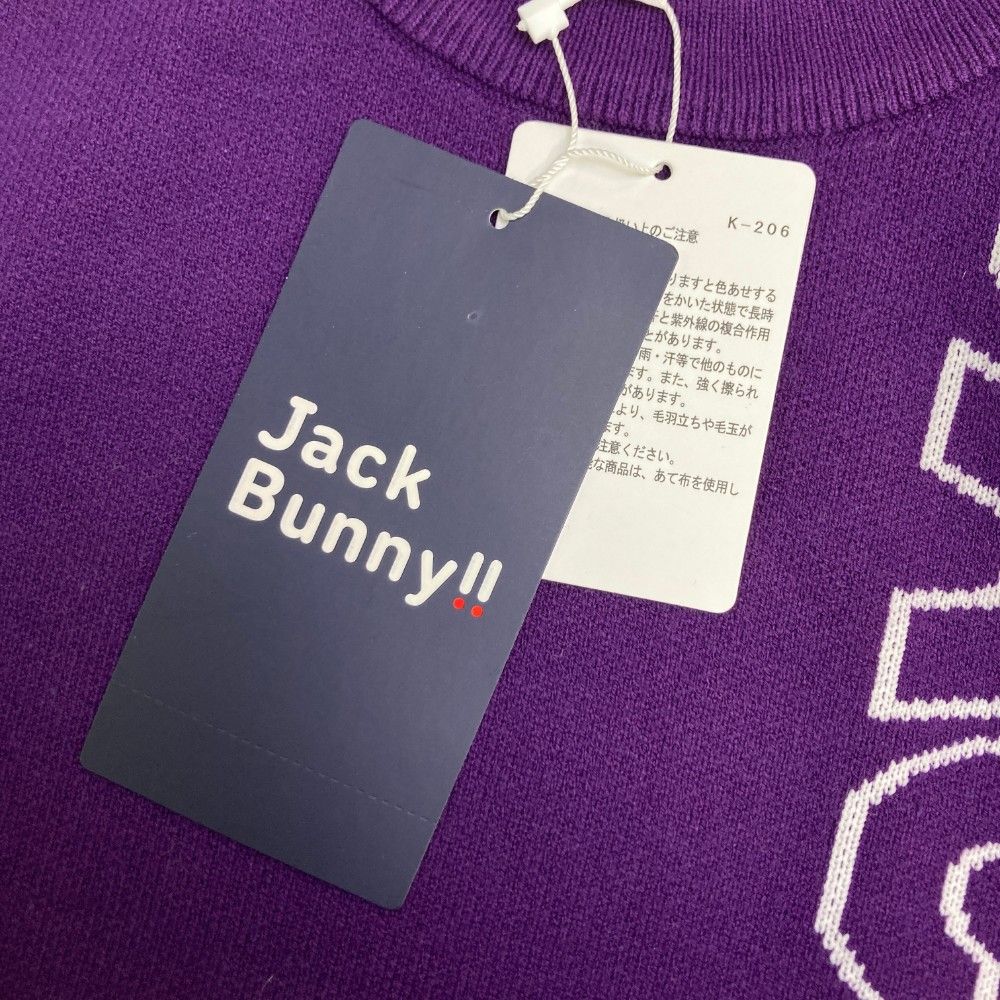 Jack
Bunny!!
K-206
い上のご注意
りますと色あせする
をかいた状態で長時
と紫外線の複合作用
とがあります。
雨・汗等で他のものに
ます。また、強く擦られ
があります。
より、毛羽立ちや毛玉が
ます。
注意ください。
な商品は、あて布を使用し